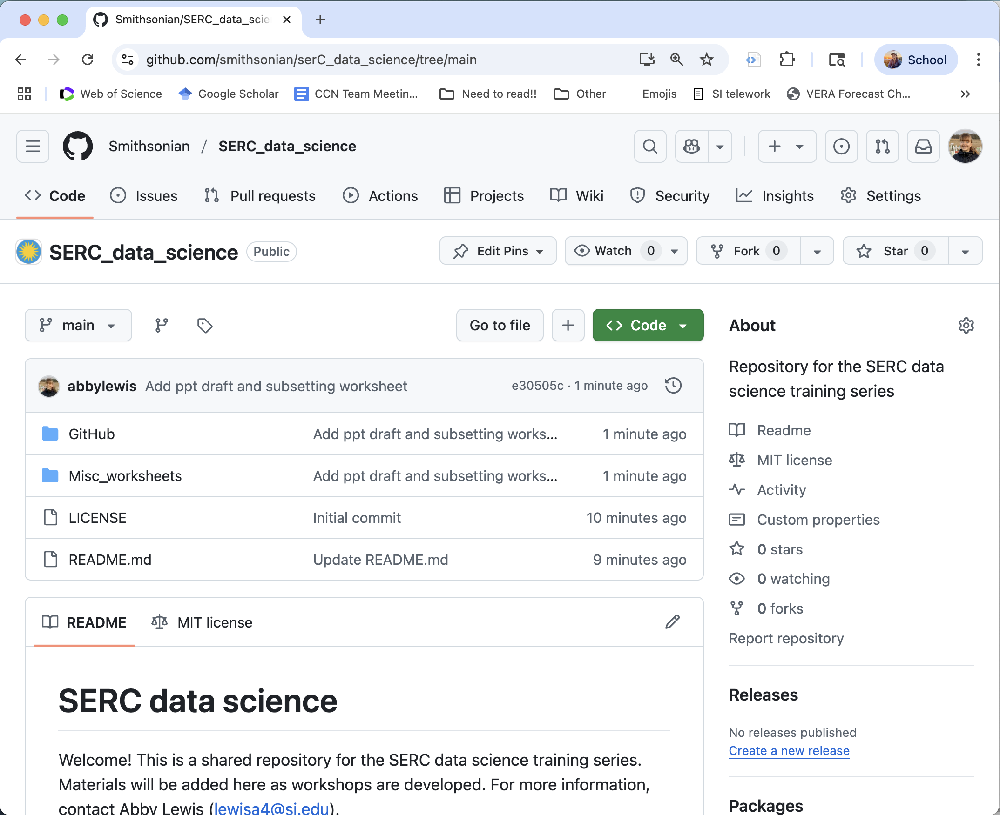 Smithsonian/SERC_data_scie
github.com/smithsonian/serC_data_science/tree/main
School
Web of Science
Google Scholar
CCN Team Meetin...
Need to read!!
Other
Emojis
SI telework
VERA Forecast Ch...
Smithsonian / SERC_data_science
Code
Issues
Pull requests
Actions
Projects
Wiki
Security
Insights
Settings
SERC_data_science
Public
Edit Pins
Watch 0
Fork 0
Star 0
main
Go to file
Code
abbylewis Add ppt draft and subsetting worksheet e30505c · 1 minute ago
GitHub Add ppt draft and subsetting works... 1 minute ago
Misc_worksheets Add ppt draft and subsetting works... 1 minute ago
LICENSE Initial commit 10 minutes ago
README.md Update README.md 9 minutes ago
README
MIT license
SERC data science
Welcome! This is a shared repository for the SERC data science training series.
Materials will be added here as workshops are developed. For more information,
contact Abby Lewis (lewisa4@si.edu).
About
Repository for the SERC data
science training series
Readme
MIT license
Activity
Custom properties
0 stars
0 watching
0 forks
Report repository
Releases
No releases published
Create a new release
Packages